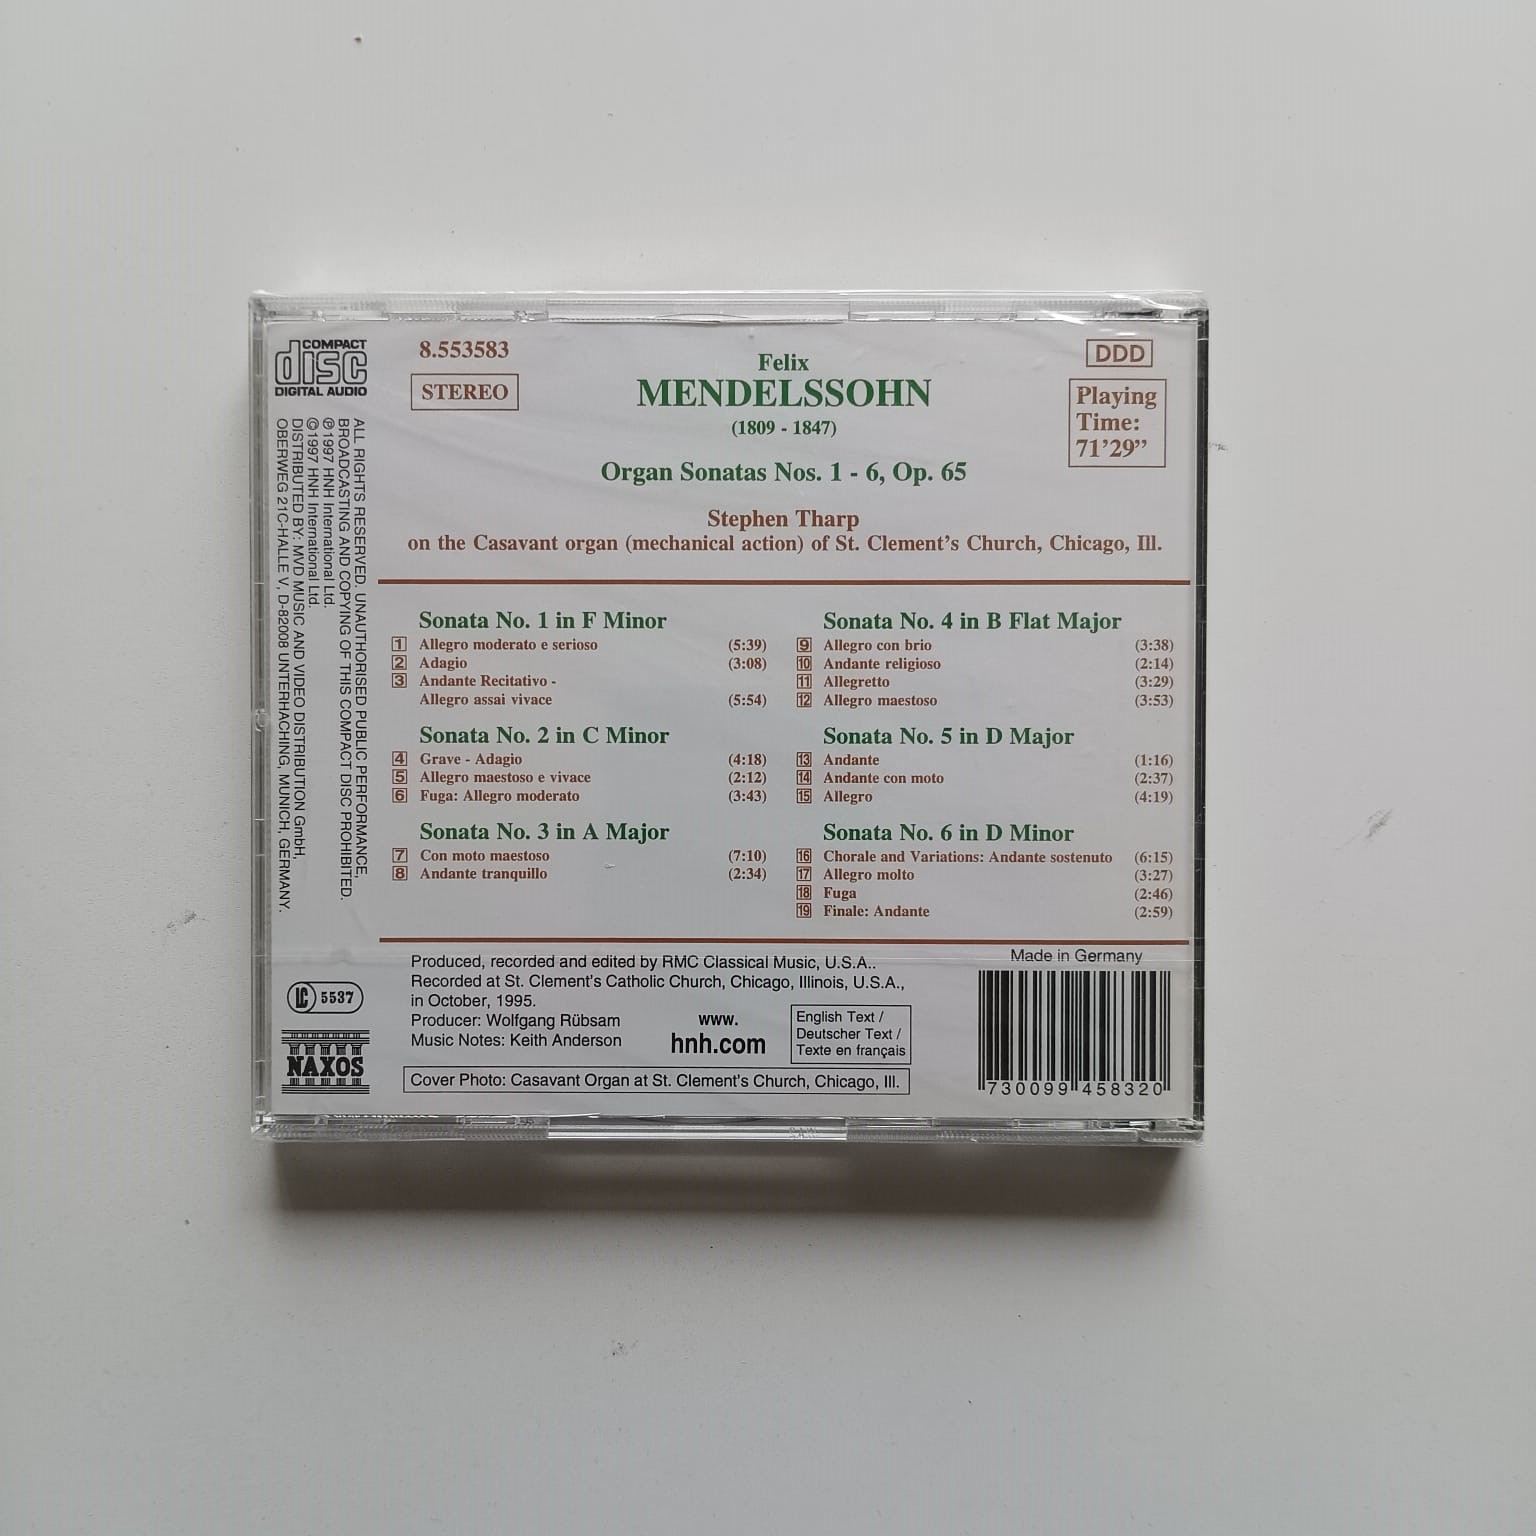 COMPACT
disc
DIGITAL AUDIO
8.553583
STEREO
Felix
MENDELSSOHN
(1809 - 1847)
Organ Sonatas Nos. 1 - 6, Op. 65
DDD
Playing
Time:
71’29”
Stephen Tharp
on the Casavant organ (mechanical action) of St. Clement’s Church, Chicago, Ill.
ALL RIGHTS RESERVED. UNAUTHORISED PUBLIC PERFORMANCE,
BROADCASTING AND COPYING OF THIS COMPACT DISC PROHIBITED.
℗1997 HNH International Ltd.
©1997 HNH International Ltd.
DISTRIBUTED BY: MVD MUSIC AND VIDEO DISTRIBUTION GmbH,
OBERWEG 21C-HALLE V, D-82008 UNTERHACHING, MUNICH, GERMANY.
Sonata No. 1 in F Minor
1 Allegro moderato e serioso (5:39)
2 Adagio (3:08)
3 Andante Recitativo -
Allegro assai vivace (5:54)
Sonata No. 2 in C Minor
4 Grave - Adagio (4:18)
5 Allegro maestoso e vivace (2:12)
6 Fuga: Allegro moderato (3:43)
Sonata No. 3 in A Major
7 Con moto maestoso (7:10)
8 Andante tranquillo (2:34)
Sonata No. 4 in B Flat Major
9 Allegro con brio (3:38)
10 Andante religioso (2:14)
11 Allegretto (3:29)
12 Allegro maestoso (3:53)
Sonata No. 5 in D Major
13 Andante (1:16)
14 Andante con moto (2:37)
15 Allegro (4:19)
Sonata No. 6 in D Minor
16 Chorale and Variations: Andante sostenuto (6:15)
17 Allegro molto (3:27)
18 Fuga (2:46)
19 Finale: Andante (2:59)
Produced, recorded and edited by RMC Classical Music, U.S.A..
Recorded at St. Clement's Catholic Church, Chicago, Illinois, U.S.A.,
in October, 1995.
Producer: Wolfgang Rübsam
Music Notes: Keith Anderson
www.
hnh.com
English Text /
Deutscher Text /
Texte en français
Cover Photo: Casavant Organ at St. Clement's Church, Chicago, Ill.
Made in Germany
730099 458320
LC 5537
NAXOS